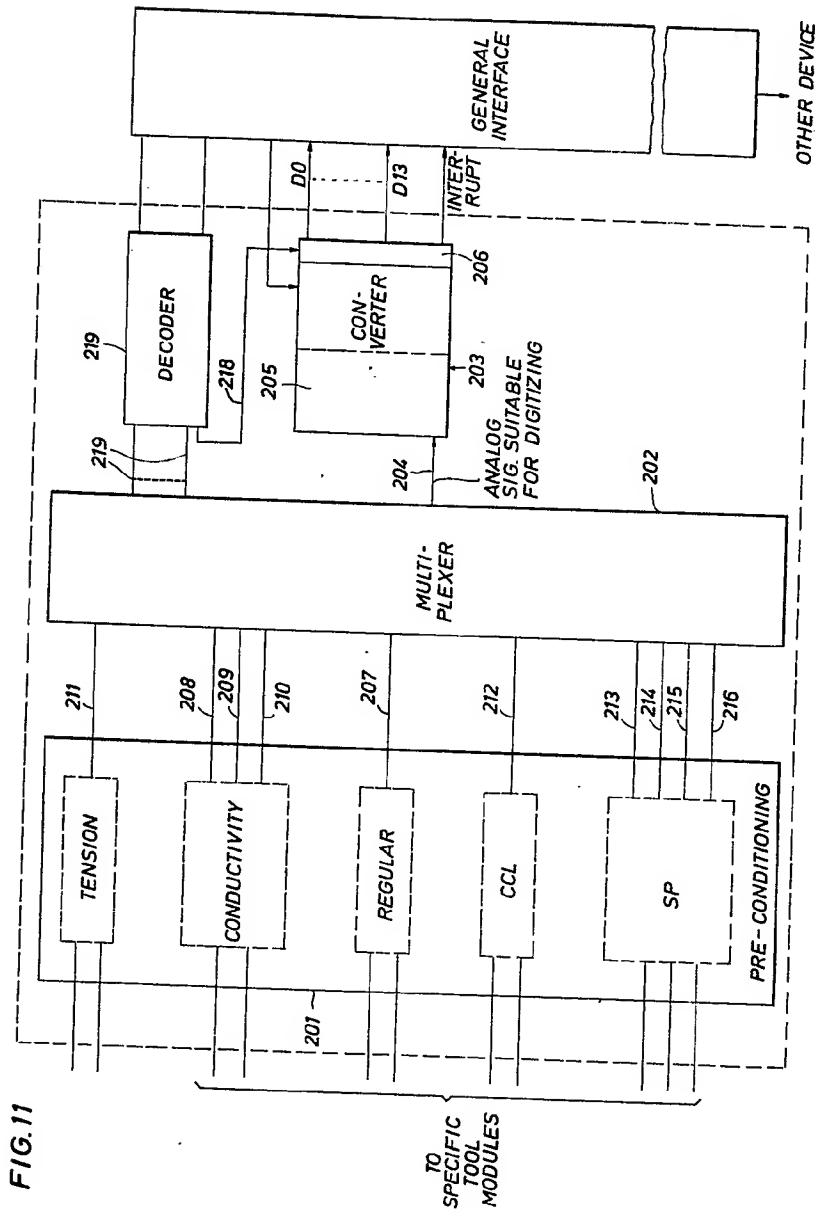 FIG.11
TO
SPECIFIC
TOOL
MODULES
201
TENSION
CONDUCTIVITY
REGULAR
CCL
SP
PRE-CONDITIONING
211
208
209
210
207
212
213
214
215
216
MULTI-
PLEXER
202
219
219
DECODER
218
204
ANALOG
SIG. SUITABLE
FOR DIGITIZING
205
CON-
VERTER
203
206
D0
D13
INTER-
RUPT
GENERAL
INTERFACE
OTHER DEVICE